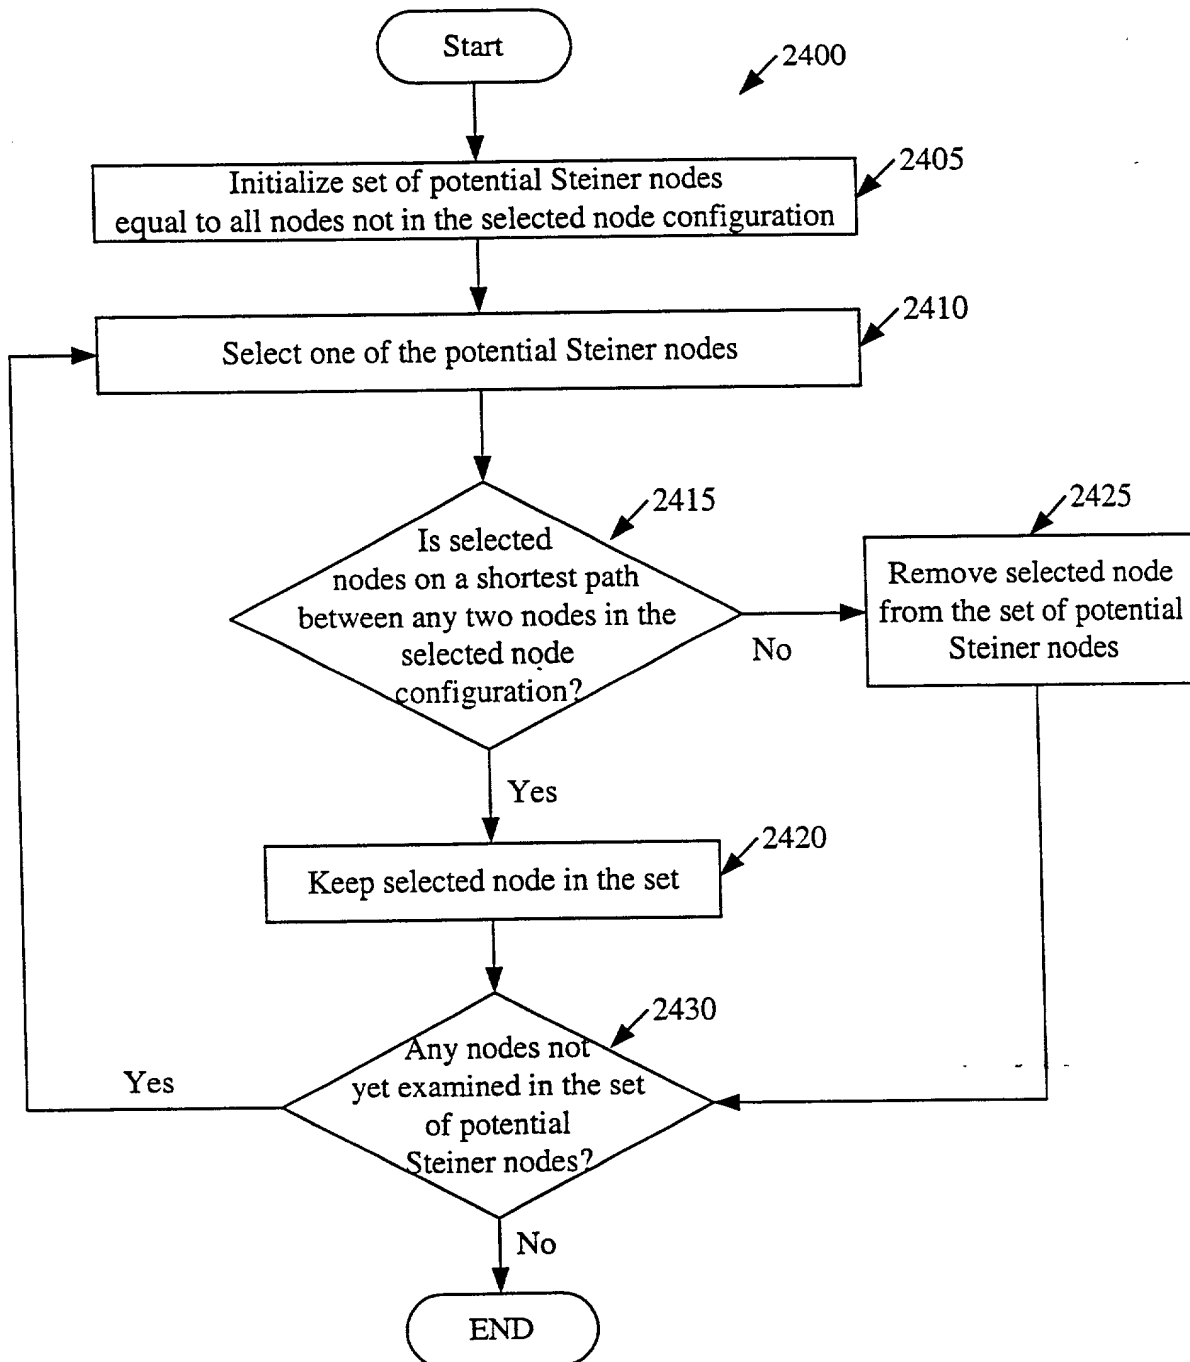 Start
2400
2405
Initialize set of potential Steiner nodes
equal to all nodes not in the selected node configuration
2410
Select one of the potential Steiner nodes
2415
Is selected
nodes on a shortest path
between any two nodes in the
selected node
configuration?
No
2425
Remove selected node
from the set of potential
Steiner nodes
Yes
2420
Keep selected node in the set
2430
Any nodes not
yet examined in the set
of potential
Steiner nodes?
Yes
No
END